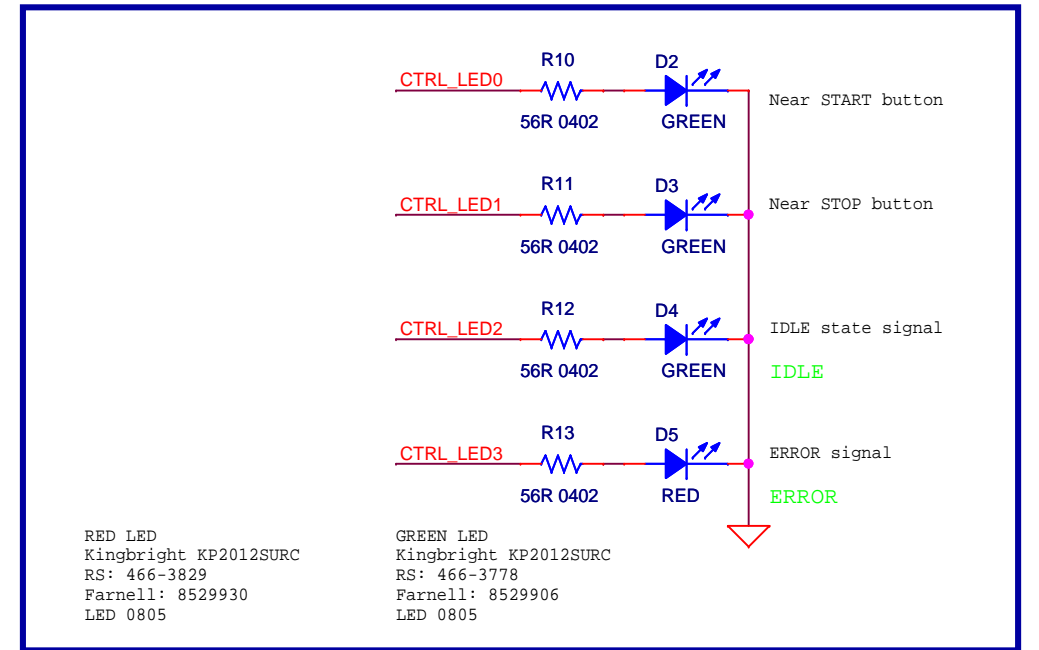 R10
D2
CTRL_LED0
Near START button
56R 0402
GREEN
R11
D3
CTRL_LED1
Near STOP button
56R 0402
GREEN
R12
D4
CTRL_LED2
IDLE state signal
56R 0402
GREEN
IDLE
R13
D5
CTRL_LED3
ERROR signal
56R 0402
RED
ERROR
RED LED
Kingbright KP2012SURC
RS: 466-3829
Farnell: 8529930
LED 0805
GREEN LED
Kingbright KP2012SURC
RS: 466-3778
Farnell: 8529906
LED 0805